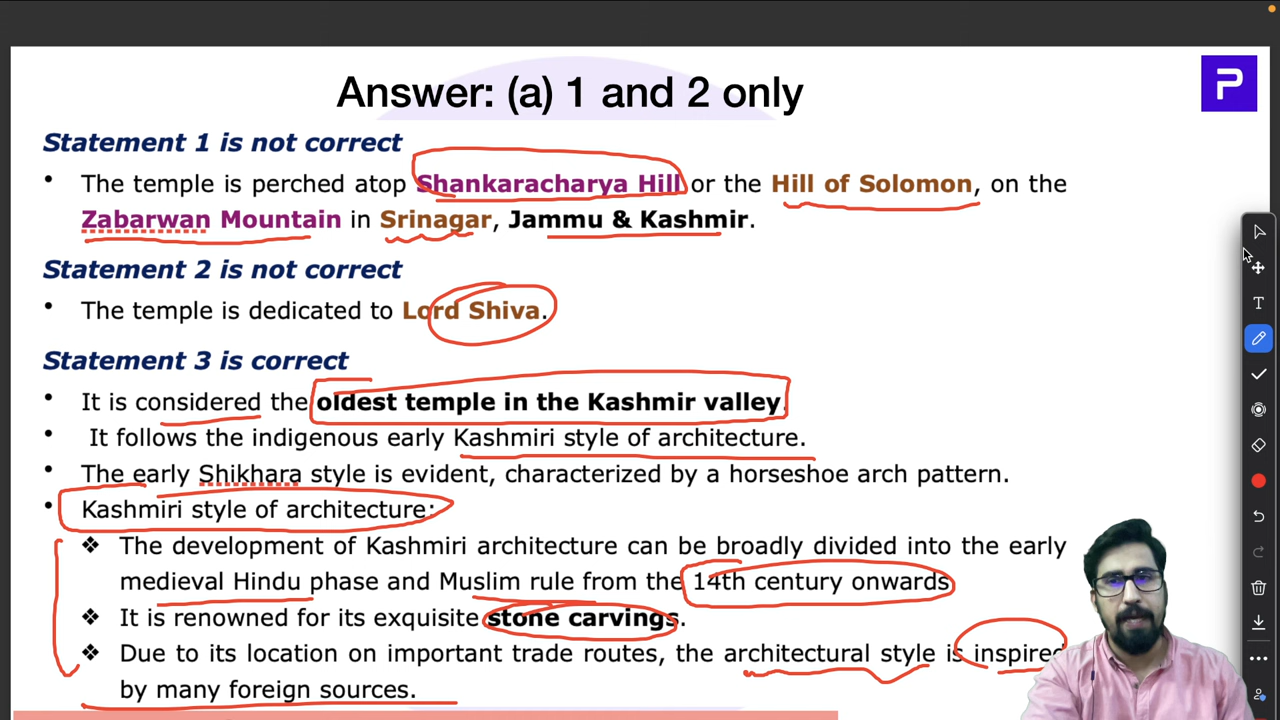 Answer: (a) 1 and 2 only
P
Statement 1 is not correct
• The temple is perched atop Shankaracharya Hill or the Hill of Solomon, on the
Zabarwan Mountain in Srinagar, Jammu & Kashmir.
Statement 2 is not correct
• The temple is dedicated to Lord Shiva.
Statement 3 is correct
• It is considered the oldest temple in the Kashmir valley.
• It follows the indigenous early Kashmiri style of architecture.
• The early Shikhara style is evident, characterized by a horseshoe arch pattern.
• Kashmiri style of architecture:
❖ The development of Kashmiri architecture can be broadly divided into the early
medieval Hindu phase and Muslim rule from the 14th century onwards
❖ It is renowned for its exquisite stone carvings.
❖ Due to its location on important trade routes, the architectural style is inspired
by many foreign sources.
T